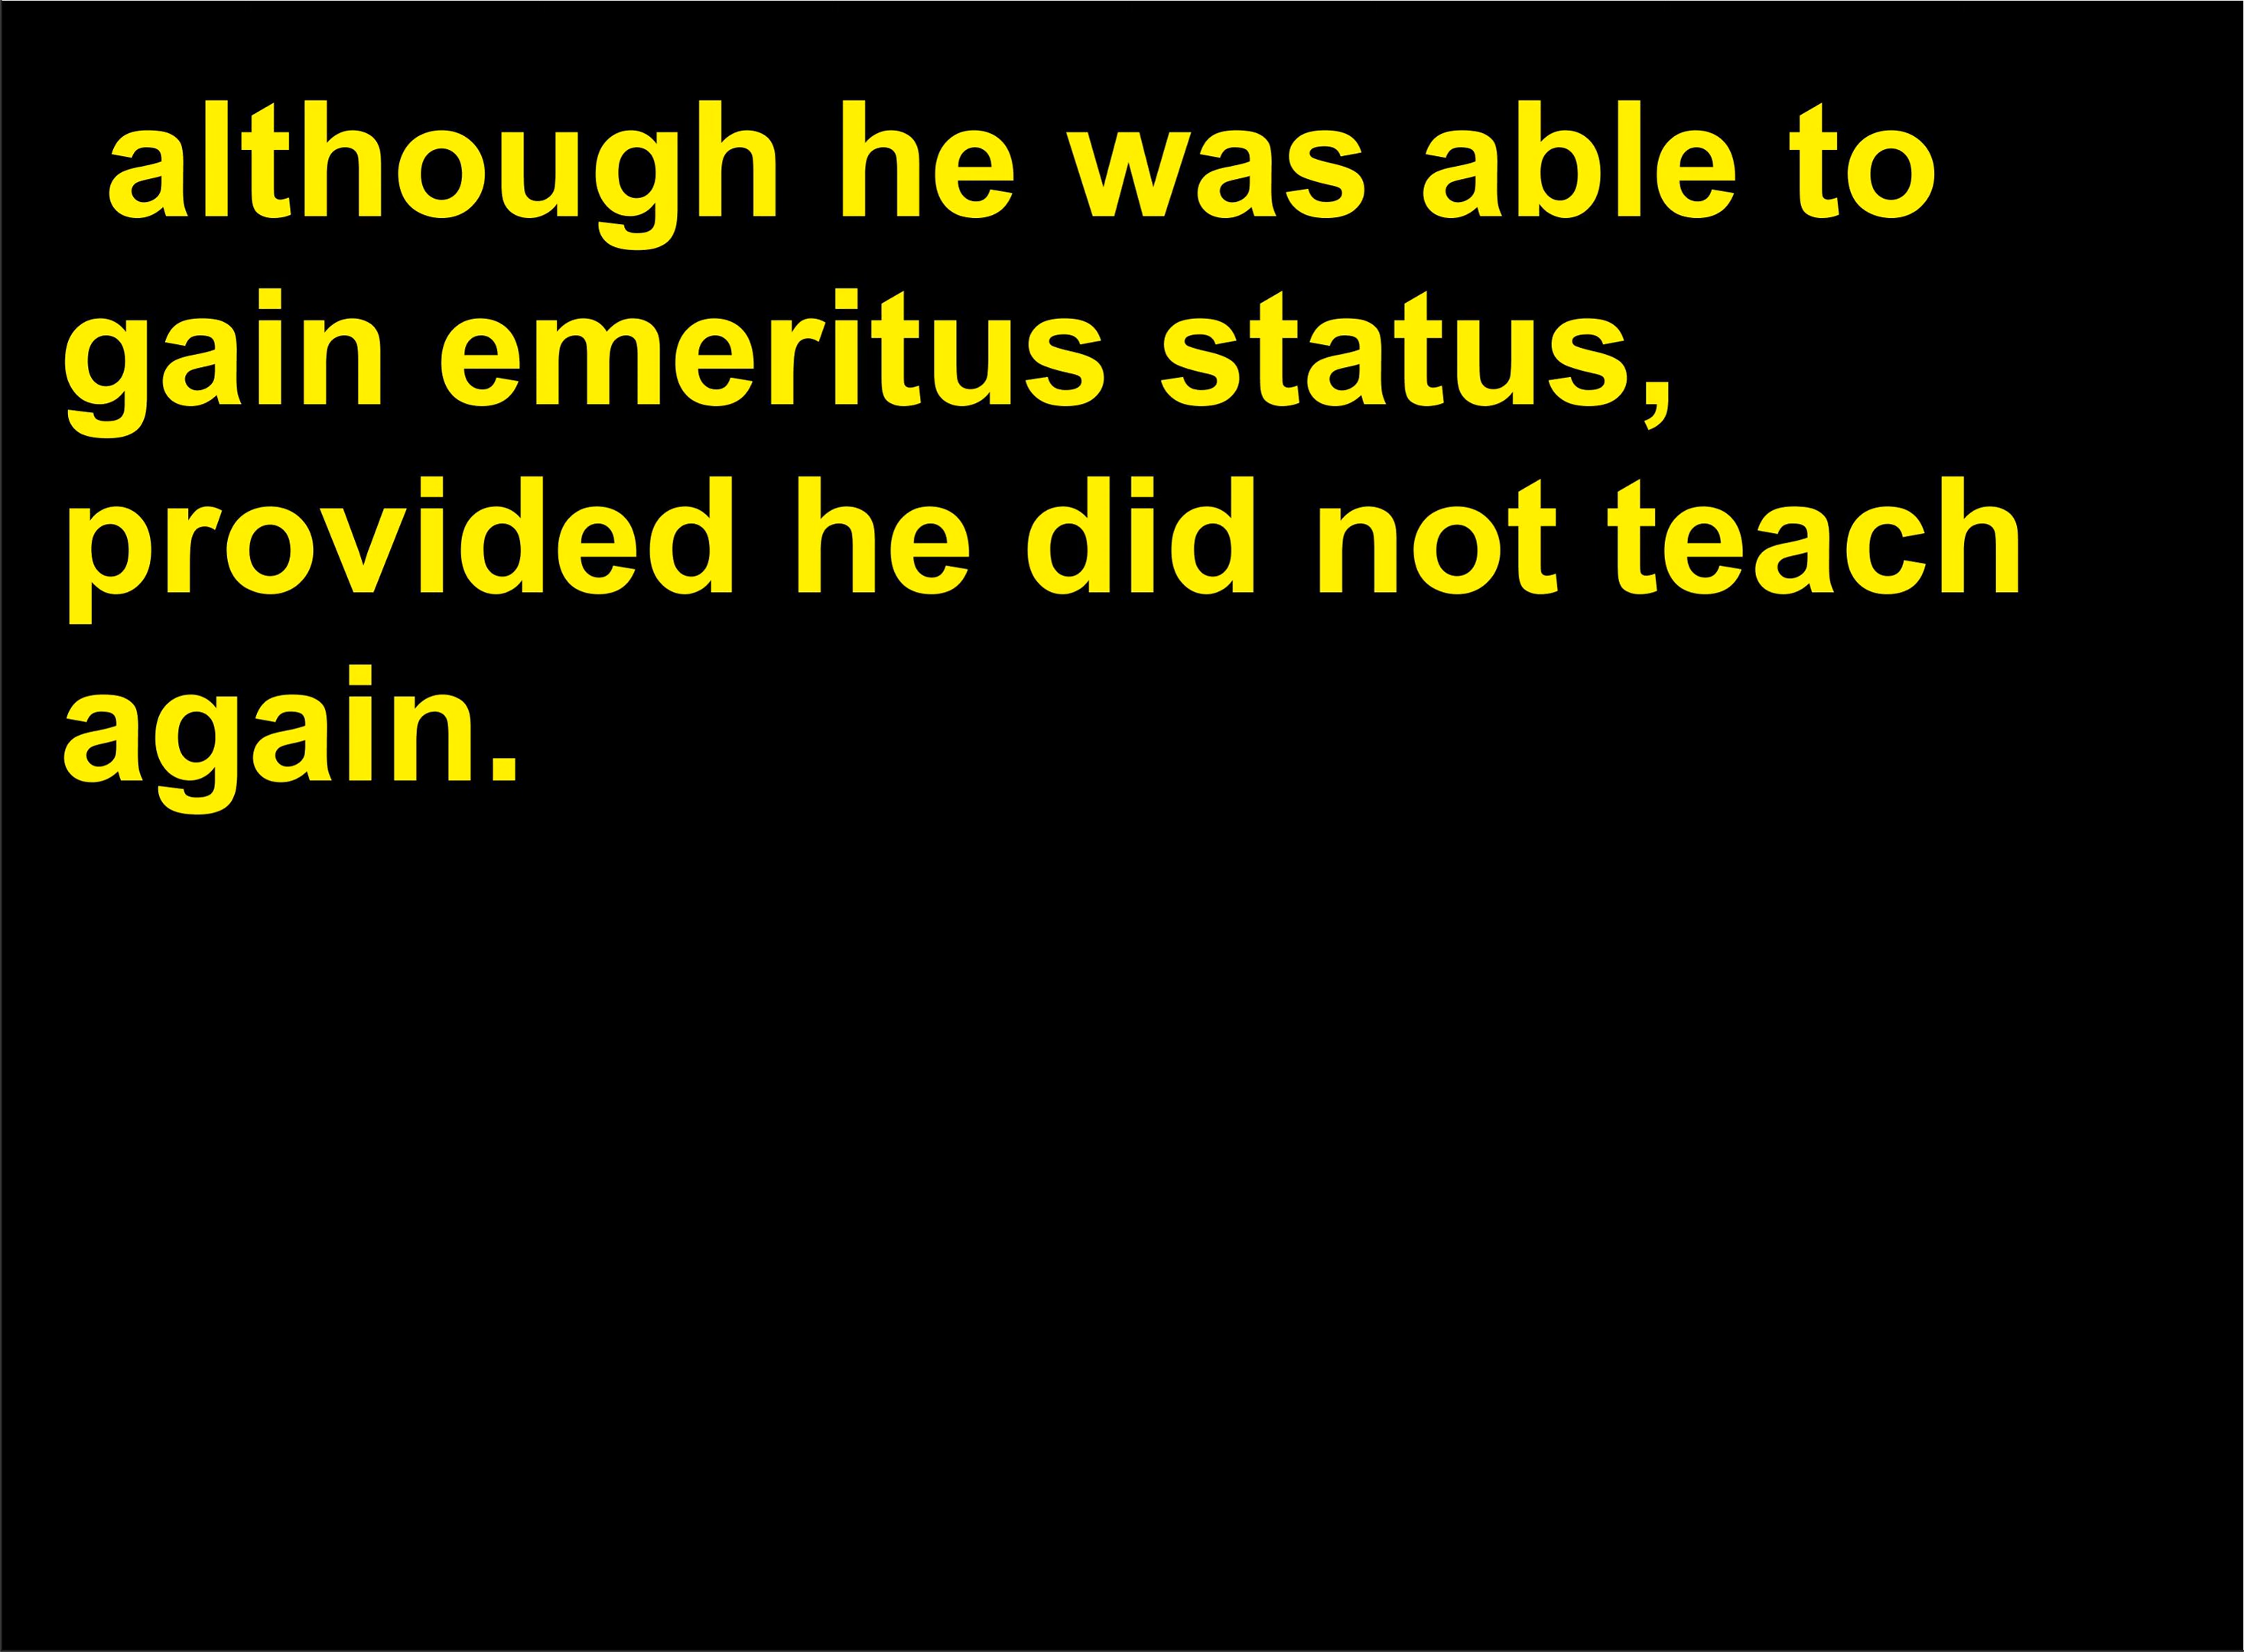 although he was able to
gain emeritus status,
provided he did not teach
again.